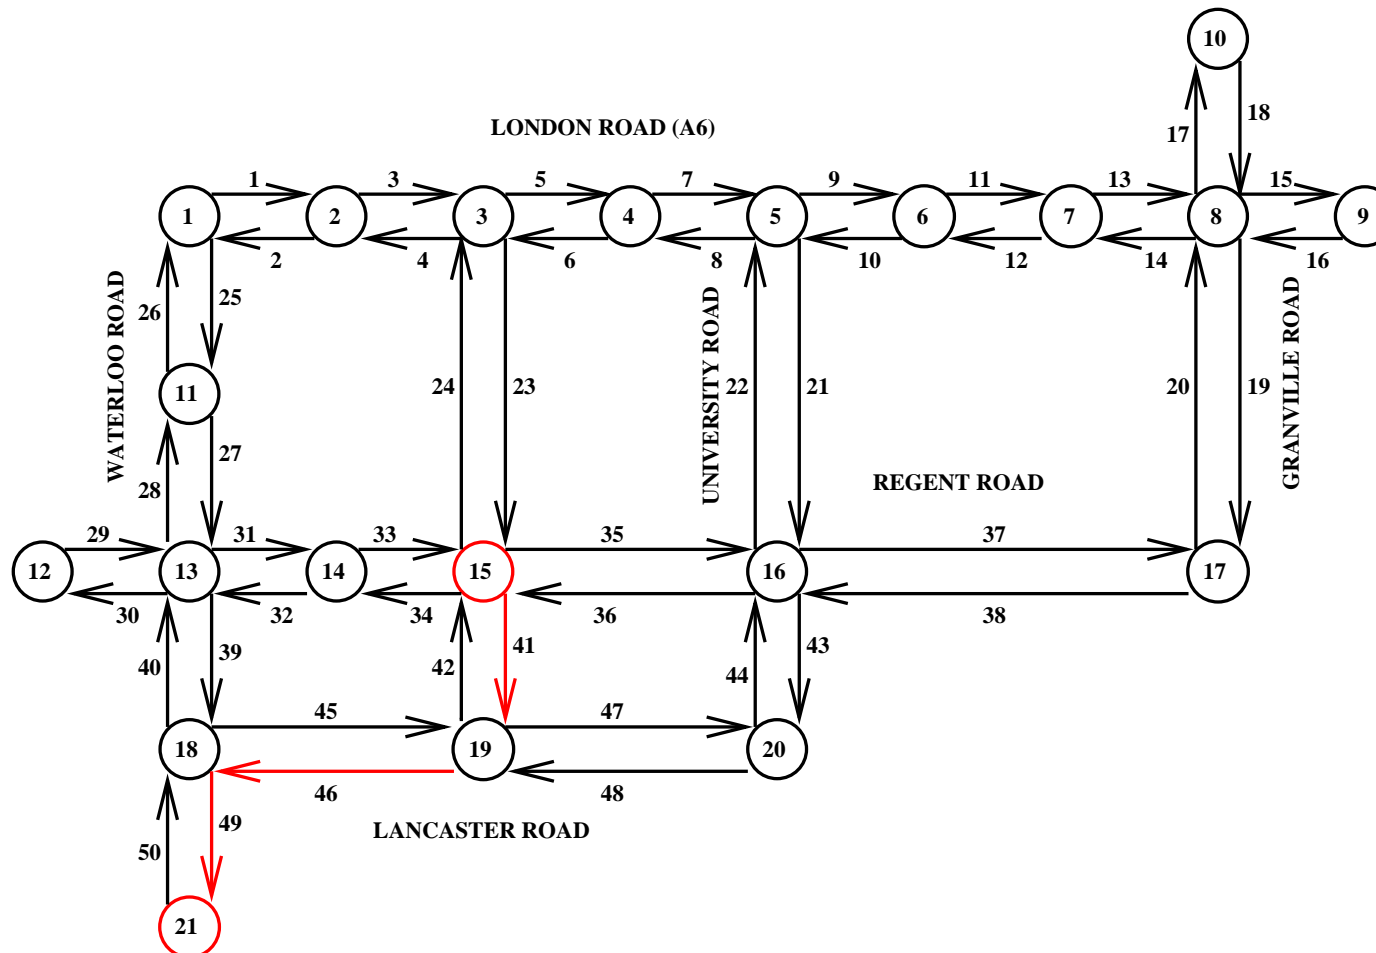 10
18
17
LONDON ROAD (A6)
1 3 5 7 9 11 13 15
1 2 3 4 5 6 7 8 9
2 4 6 8 10 12 14 16
WATERLOO ROAD
26 25
24 23
UNIVERSITY ROAD
22 21
20 19
GRANVILLE ROAD
11
27
28
REGENT ROAD
29 31 33 35 37
12 13 14 15 16 17
30 32 34 36 38
40 39 42 41 44 43
45 47
18 19 20
46 48
49
LANCASTER ROAD
50
21